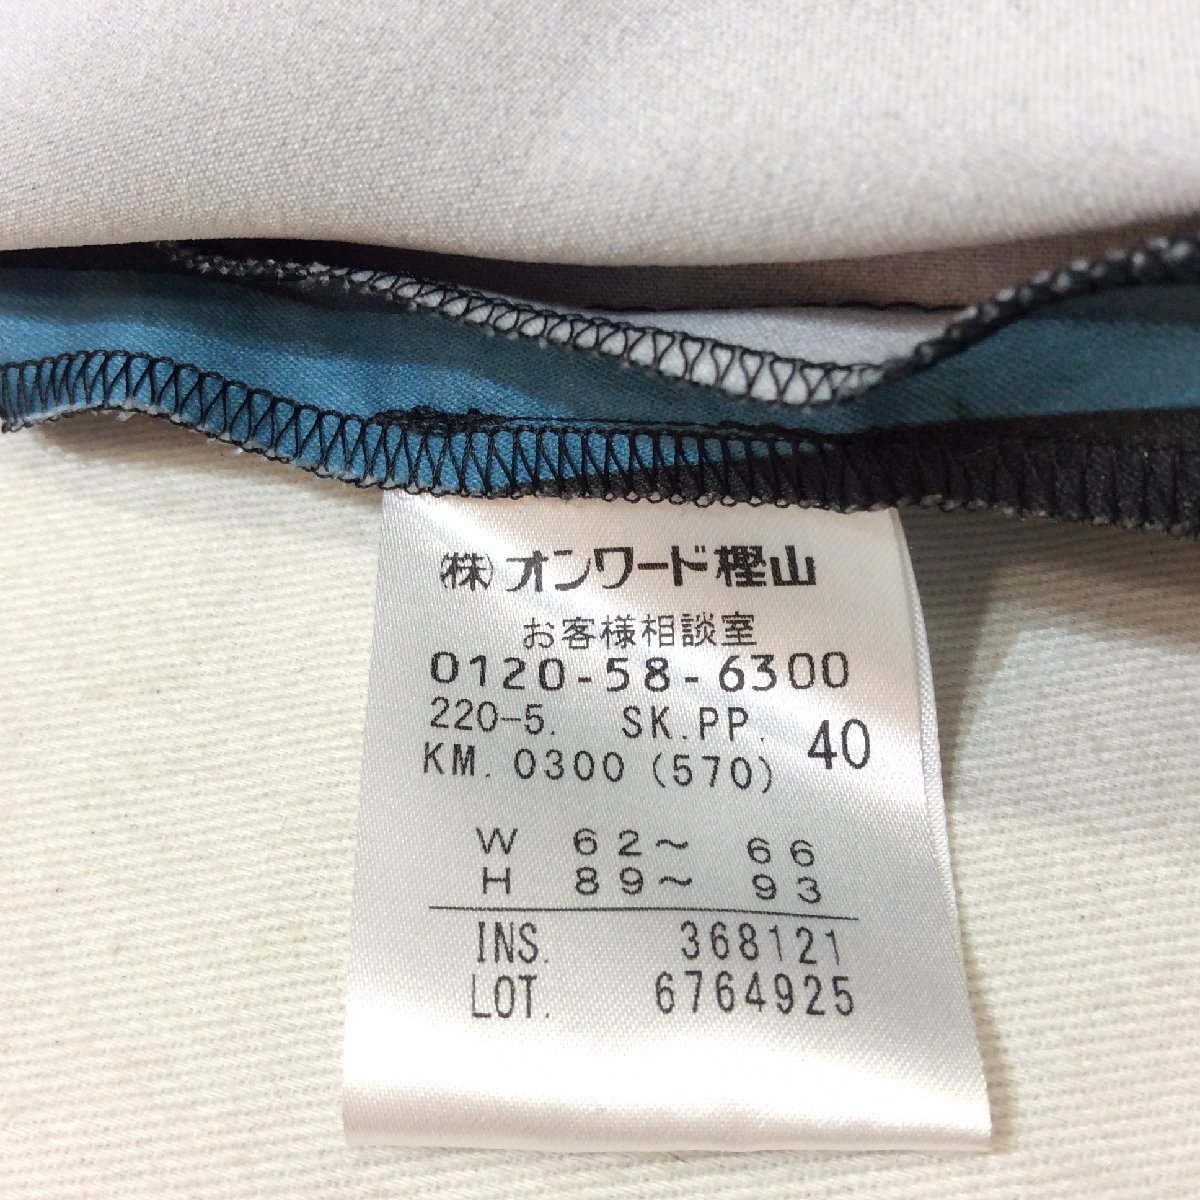 (株)オンワード樫山
お客様相談室
0120-58-6300
220-5. SK.PP. 40
KM. 0300 (570)
W 62～ 66
H 89～ 93
INS. 368121
LOT. 6764925